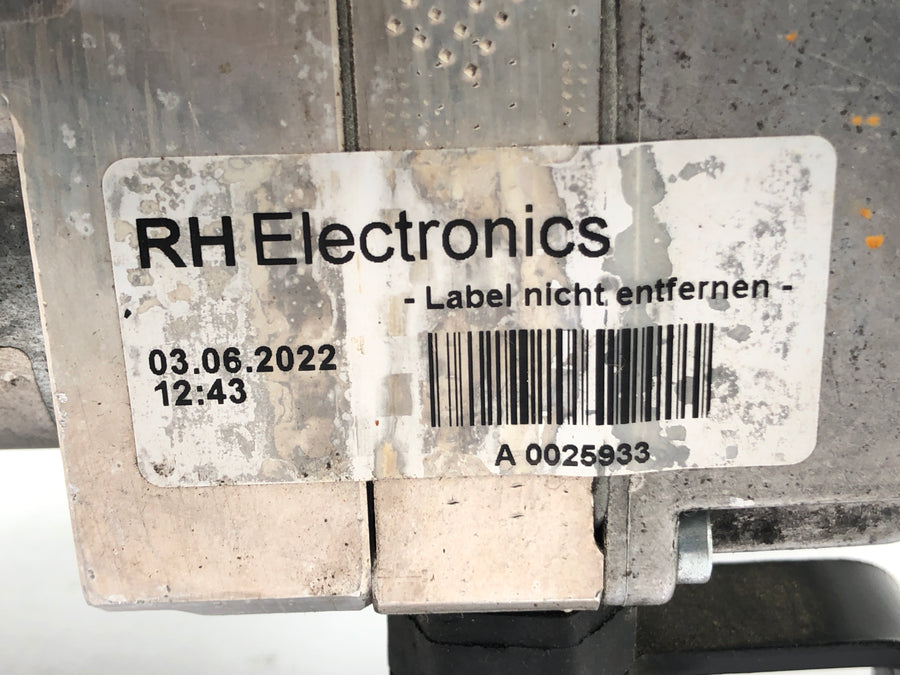 RH Electronics
- Label nicht entfernen -
03.06.2022
12:43
A 0025933